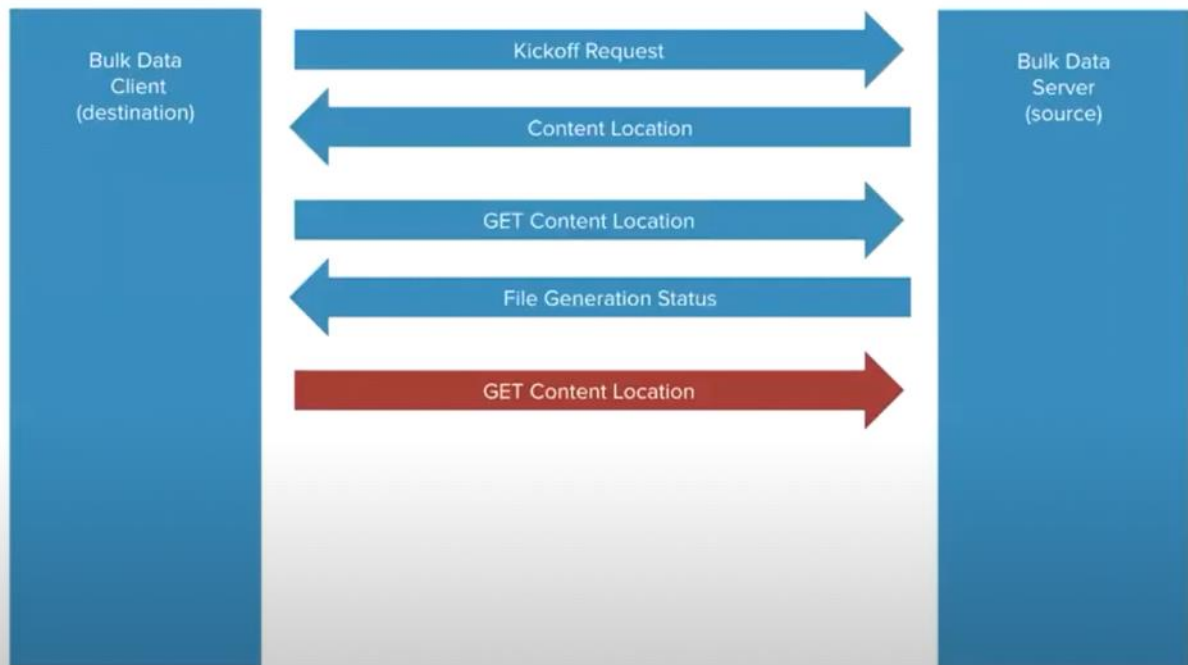 Bulk Data
Client
(destination)
Kickoff Request
Content Location
GET Content Location
File Generation Status
GET Content Location
Bulk Data
Server
(source)